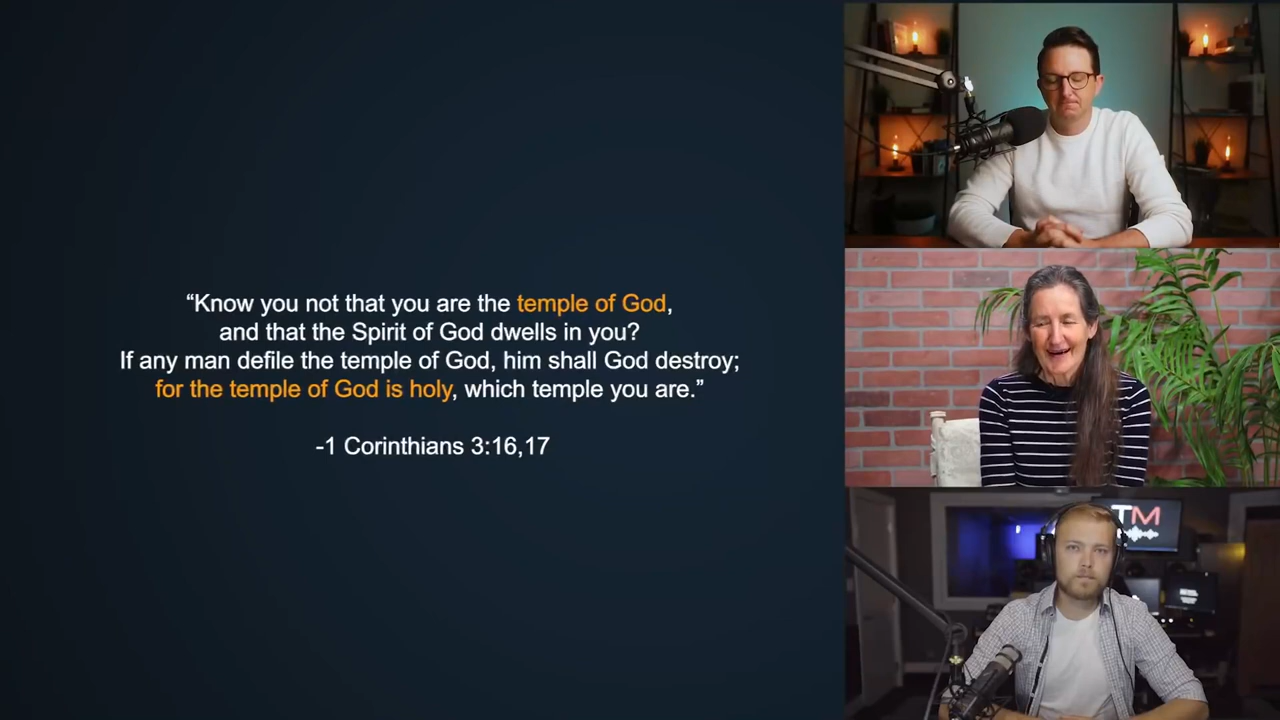 “Know you not that you are the temple of God,
and that the Spirit of God dwells in you?
If any man defile the temple of God, him shall God destroy;
for the temple of God is holy, which temple you are.”
-1 Corinthians 3:16,17
TM